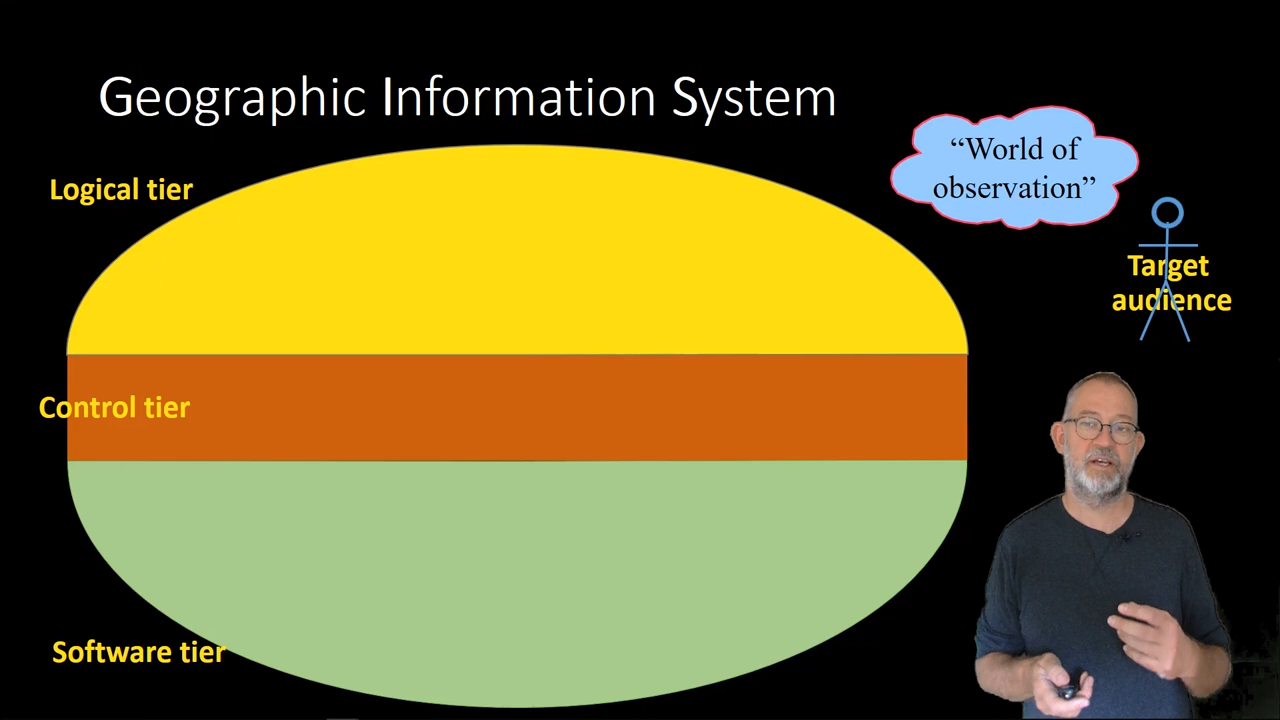 Geographic Information System
“World of
observation”
Logical tier
Target
audience
Control tier
Software tier